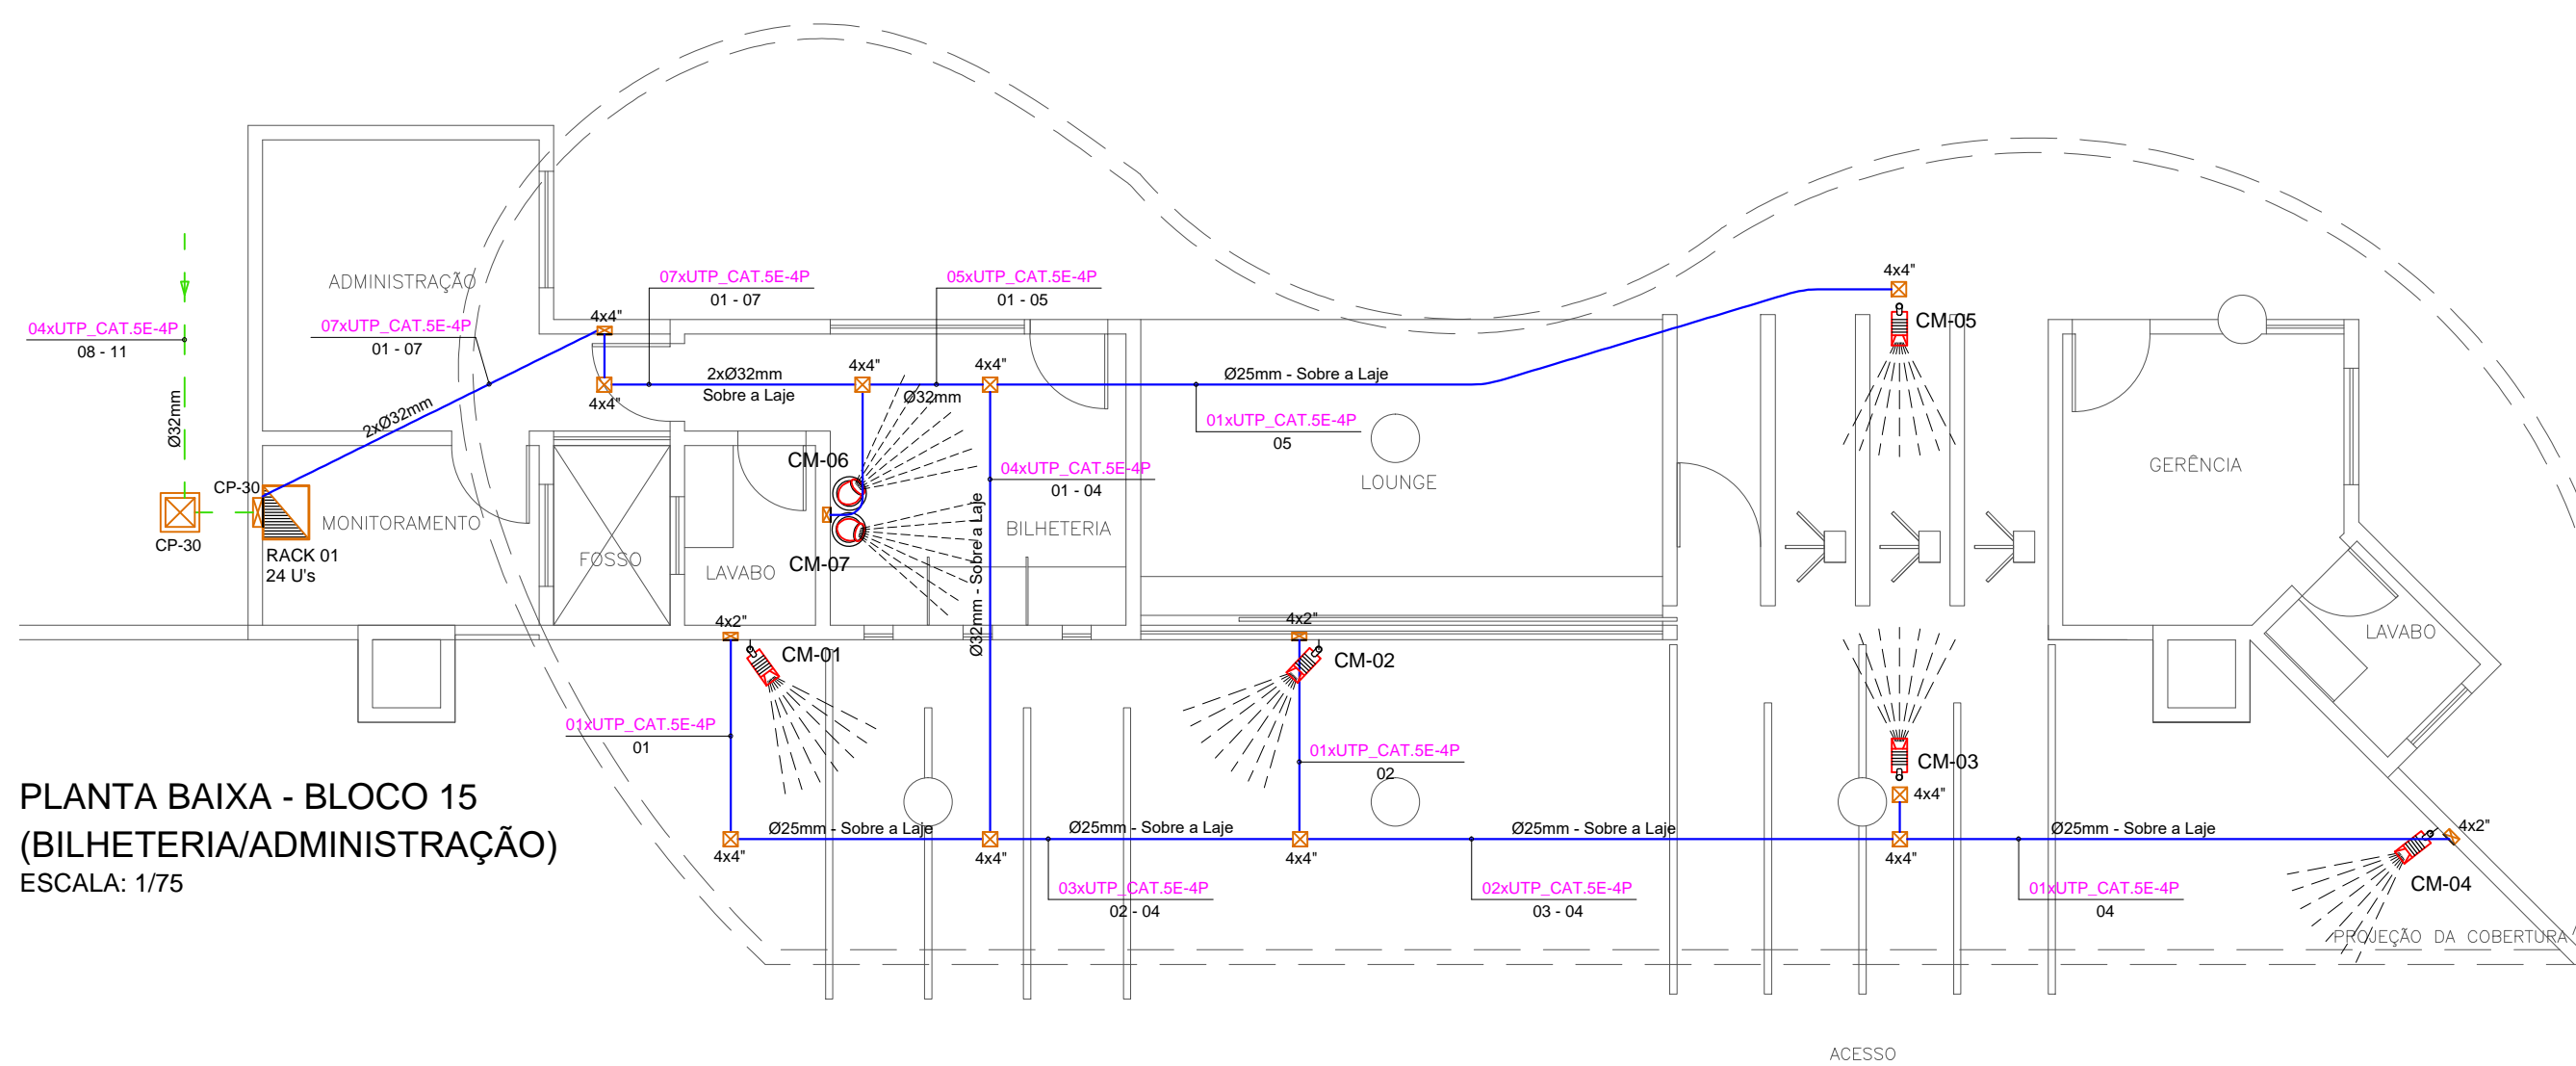 4x4"
CM-05
07xUTP_CAT.5E-4P
01 - 07
05xUTP_CAT.5E-4P
01 - 05
ADMINISTRAÇÃO
04xUTP_CAT.5E-4P
08 - 11
07xUTP_CAT.5E-4P
01 - 07
4x4"
4x4"
2xØ32mm
Sobre a Laje
4x4"
Ø32mm
4x4"
Ø25mm - Sobre a Laje
01xUTP_CAT.5E-4P
05
Ø32mm
2xØ32mm
CM-06
04xUTP_CAT.5E-4P
01 - 04
LOUNGE
GERÊNCIA
CP-30
CP-30
MONITORAMENTO
RACK 01
24 U's
FOSSO
LAVABO
CM-07
Ø32mm - Sobre a Laje
BILHETERIA
4x2"
CM-01
4x2"
CM-02
LAVABO
01xUTP_CAT.5E-4P
01
01xUTP_CAT.5E-4P
02
CM-03
4x4"
PLANTA BAIXA - BLOCO 15
(BILHETERIA/ADMINISTRAÇÃO)
ESCALA: 1/75
4x4"
Ø25mm - Sobre a Laje
4x4"
Ø25mm - Sobre a Laje
4x4"
Ø25mm - Sobre a Laje
4x4"
Ø25mm - Sobre a Laje
4x2"
CM-04
03xUTP_CAT.5E-4P
02 - 04
02xUTP_CAT.5E-4P
03 - 04
01xUTP_CAT.5E-4P
04
PROJEÇÃO DA COBERTURA
ACESSO